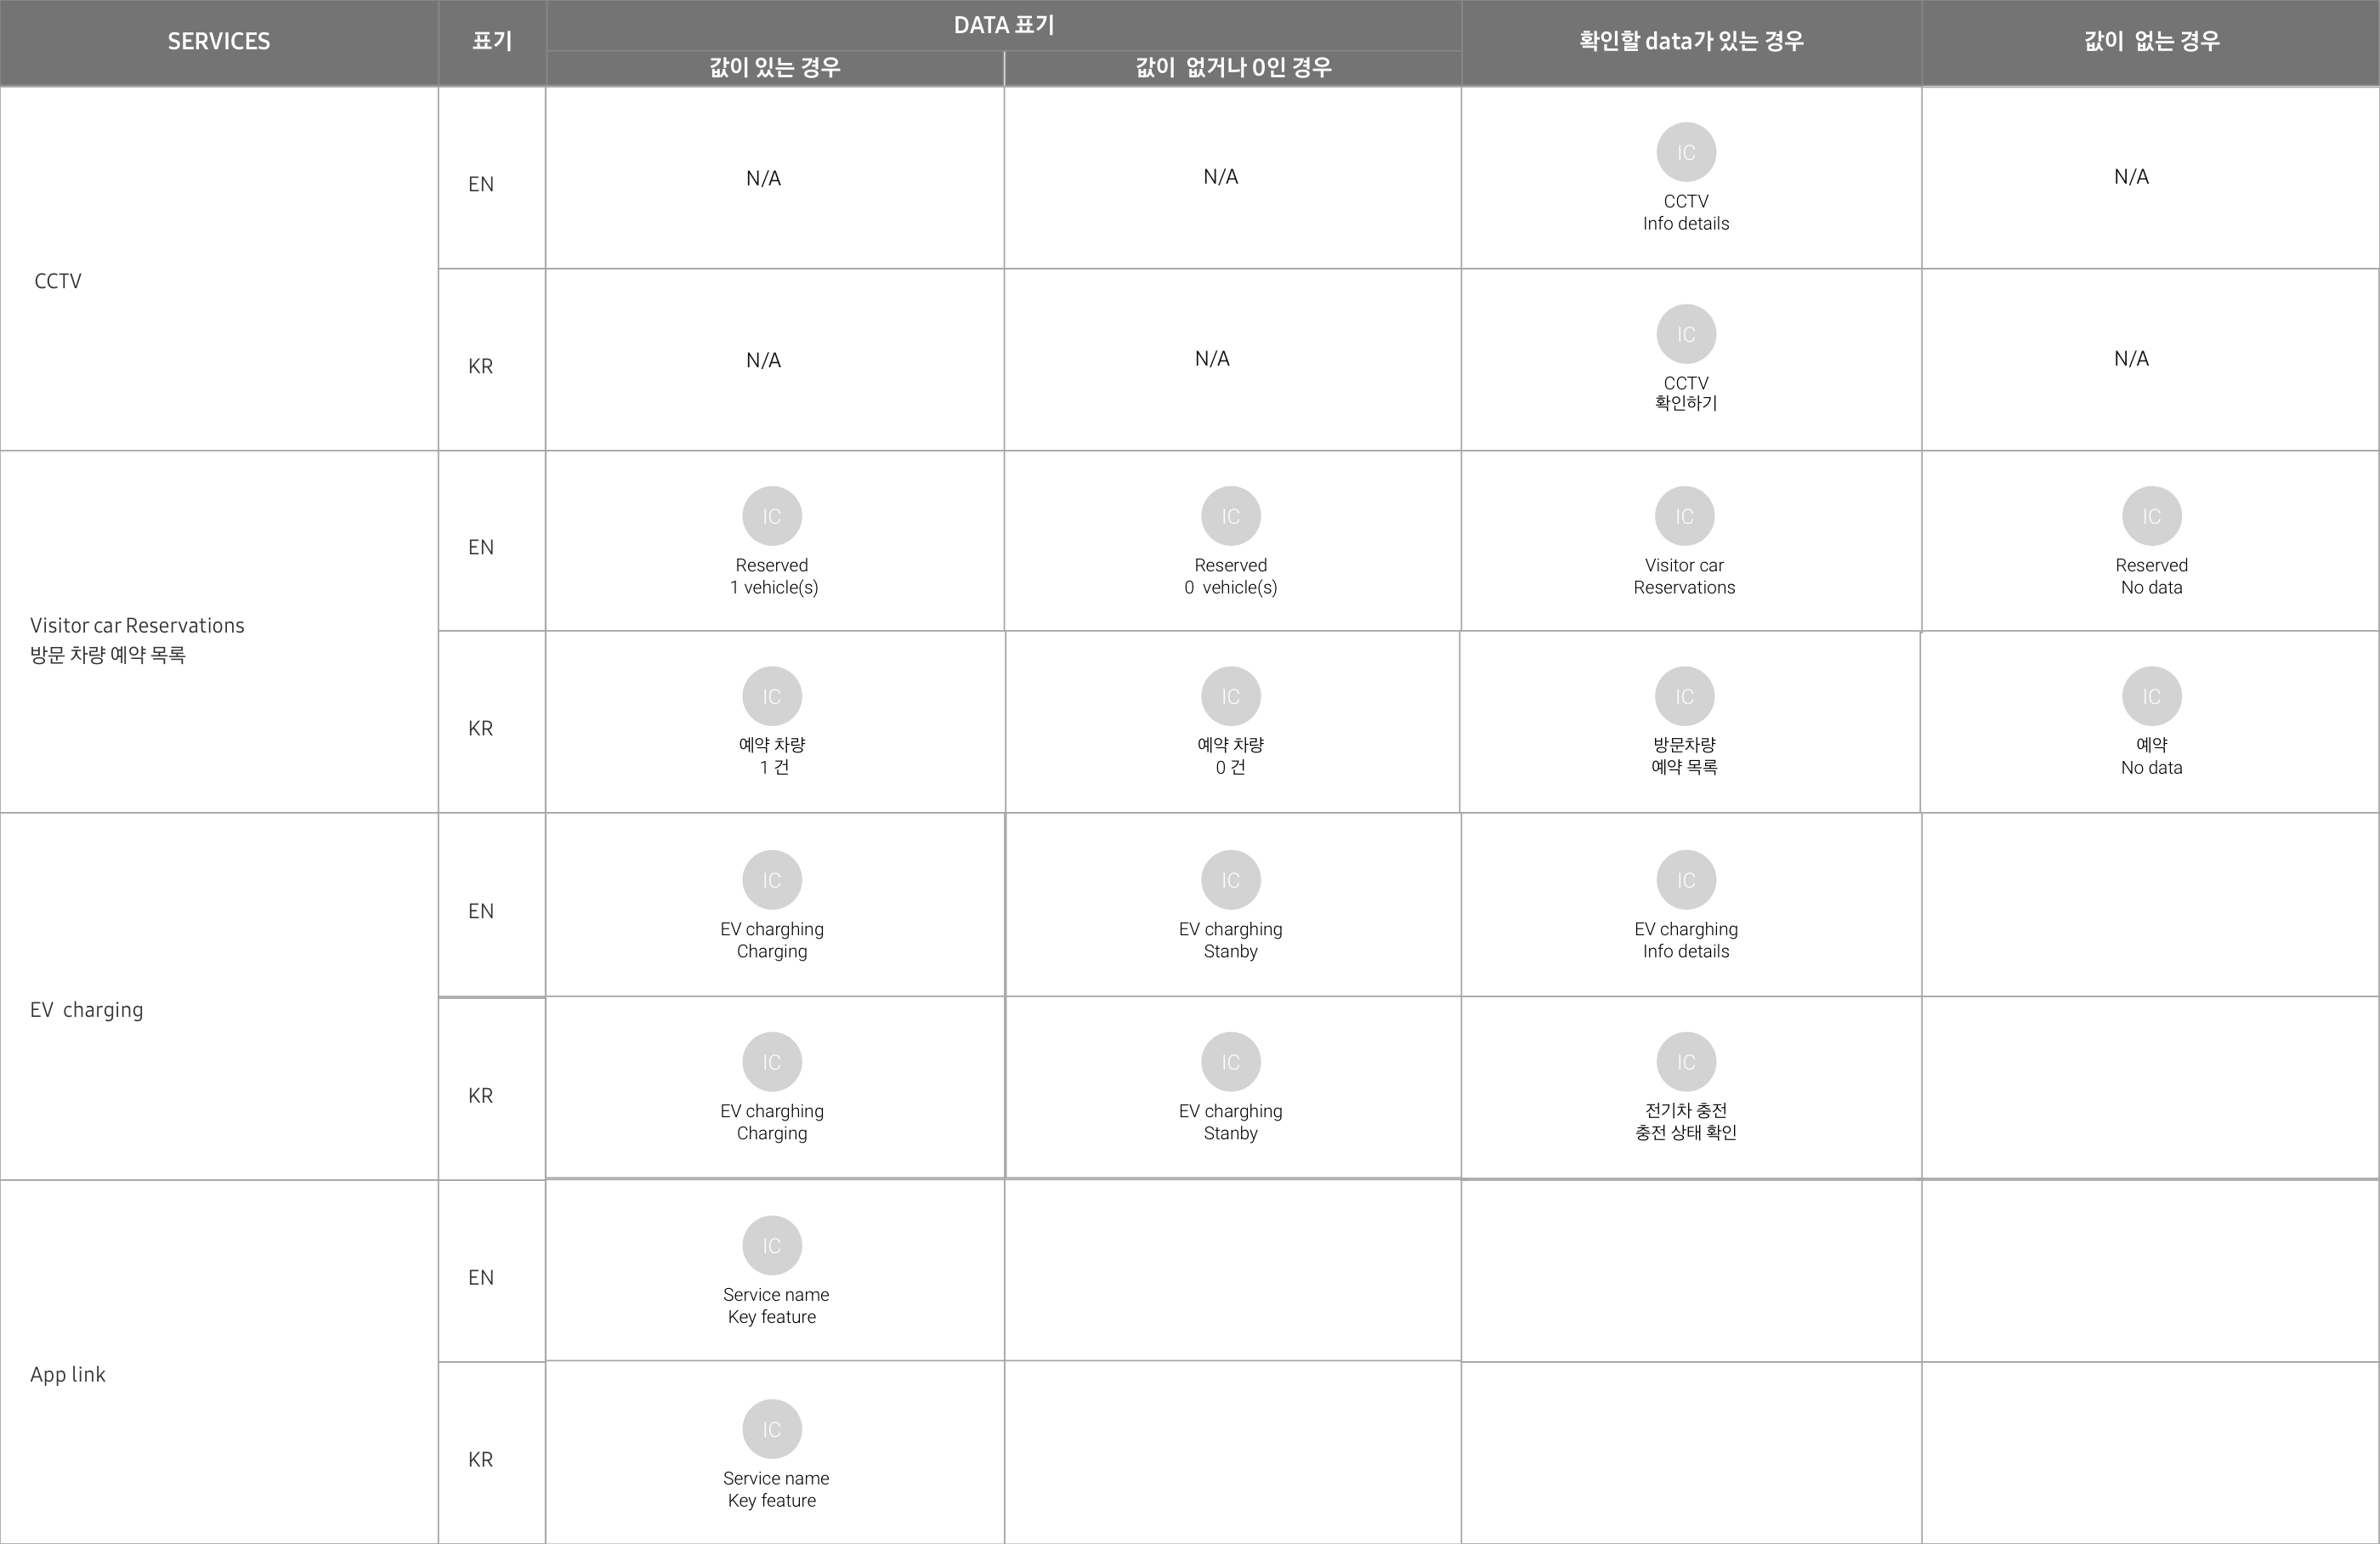 SERVICES
표기
DATA 표기
값이 있는 경우
값이 없거나 0인 경우
확인할 data가 있는 경우
값이 없는 경우
CCTV
EN
N/A
N/A
IC
CCTV
Info details
N/A
KR
N/A
N/A
IC
CCTV
확인하기
N/A
Visitor car Reservations
방문 차량 예약 목록
EN
IC
Reserved
1 vehicle(s)
IC
Reserved
0 vehicle(s)
IC
Visitor car
Reservations
IC
Reserved
No data
KR
IC
예약 차량
1 건
IC
예약 차량
0 건
IC
방문차량
예약 목록
IC
예약
No data
EV charging
EN
IC
EV charghing
Charging
IC
EV charghing
Stanby
IC
EV charghing
Info details
KR
IC
EV charghing
Charging
IC
EV charghing
Stanby
IC
전기차 충전
충전 상태 확인
App link
EN
IC
Service name
Key feature
KR
IC
Service name
Key feature